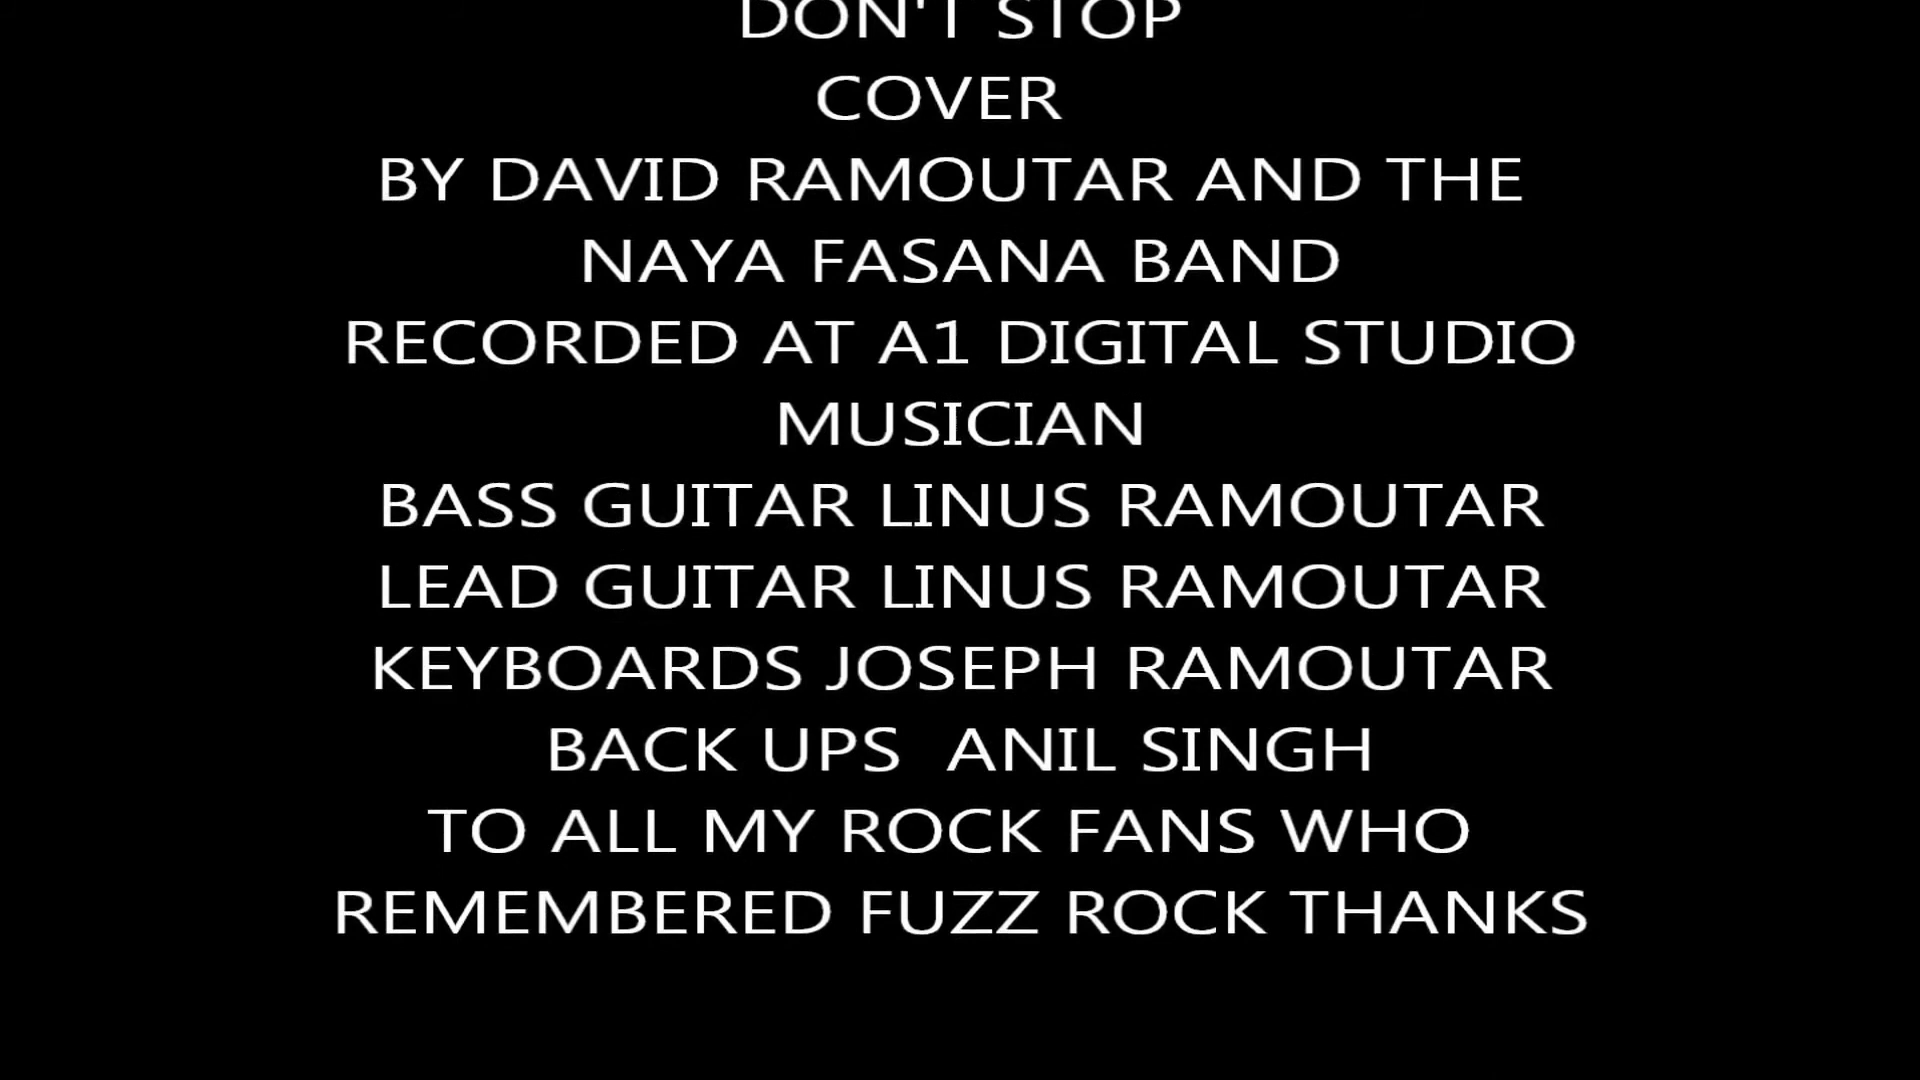 DON'T STOP
COVER
BY DAVID RAMOUTAR AND THE
NAYA FASANA BAND
RECORDED AT A1 DIGITAL STUDIO
MUSICIAN
BASS GUITAR LINUS RAMOUTAR
LEAD GUITAR LINUS RAMOUTAR
KEYBOARDS JOSEPH RAMOUTAR
BACK UPS  ANIL SINGH
TO ALL MY ROCK FANS WHO
REMEMBERED FUZZ ROCK THANKS